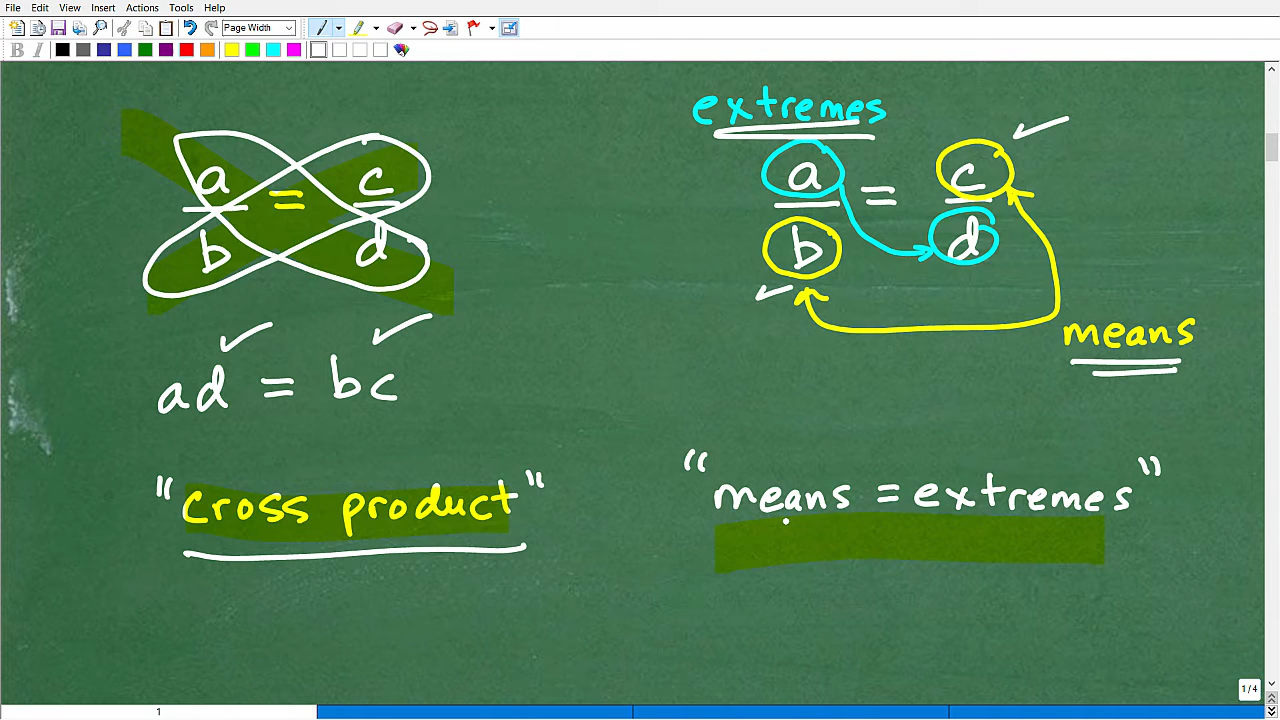 File Edit View Insert Actions Tools Help
Page Width
B I
extremes
a = c
b d
a = c
b d
means
ad = bc
"cross product"
"means = extremes"
1/4
1